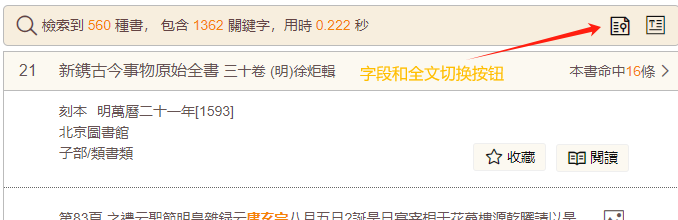 檢索到 560 種書, 包含 1362 關鍵字，用時 0.222 秒
21 新鐫古今事物原始全書 三十卷 (明)徐炬輯 字段和全文切换按钮 本書命中16條
刻本 明萬曆二十一年[1593]
北京圖書館
子部/類書類
收藏 閱讀